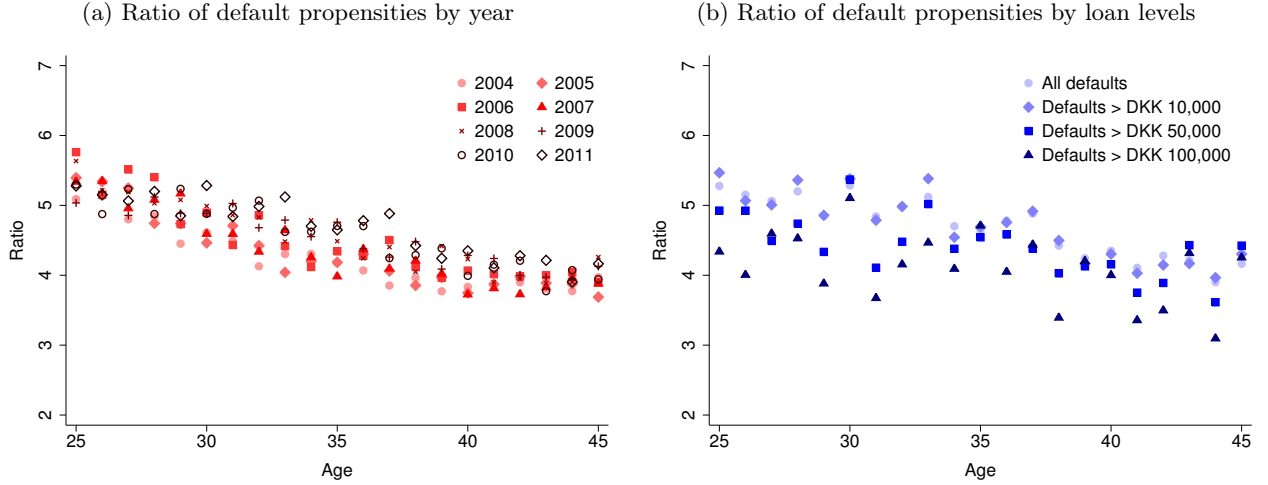 (a) Ratio of default propensities by year
7
6
5
4
3
2
Ratio
25 30 35 40 45
Age
2004 2005
2006 2007
2008 2009
2010 2011
(b) Ratio of default propensities by loan levels
7
6
5
4
3
2
Ratio
25 30 35 40 45
Age
All defaults
Defaults > DKK 10,000
Defaults > DKK 50,000
Defaults > DKK 100,000